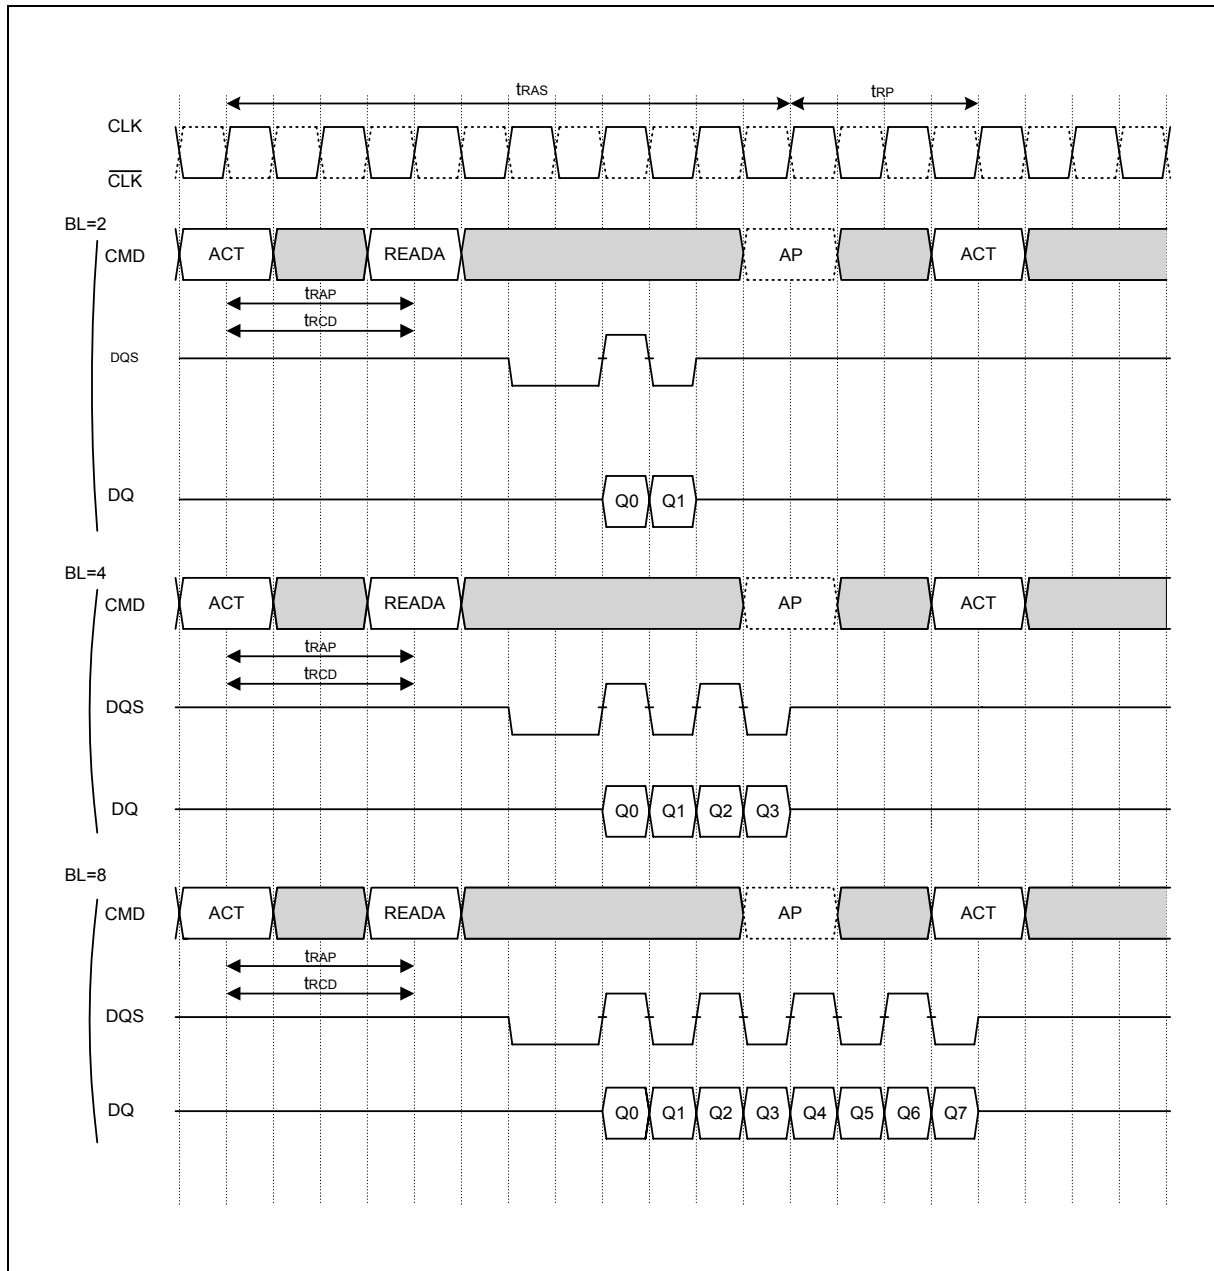 tRAS tRP
CLK
CLK
BL=2
CMD ACT READA AP ACT
tRAP
tRCD
DQS
DQ Q0 Q1
BL=4
CMD ACT READA AP ACT
tRAP
tRCD
DQS
DQ Q0 Q1 Q2 Q3
BL=8
CMD ACT READA AP ACT
tRAP
tRCD
DQS
DQ Q0 Q1 Q2 Q3 Q4 Q5 Q6 Q7